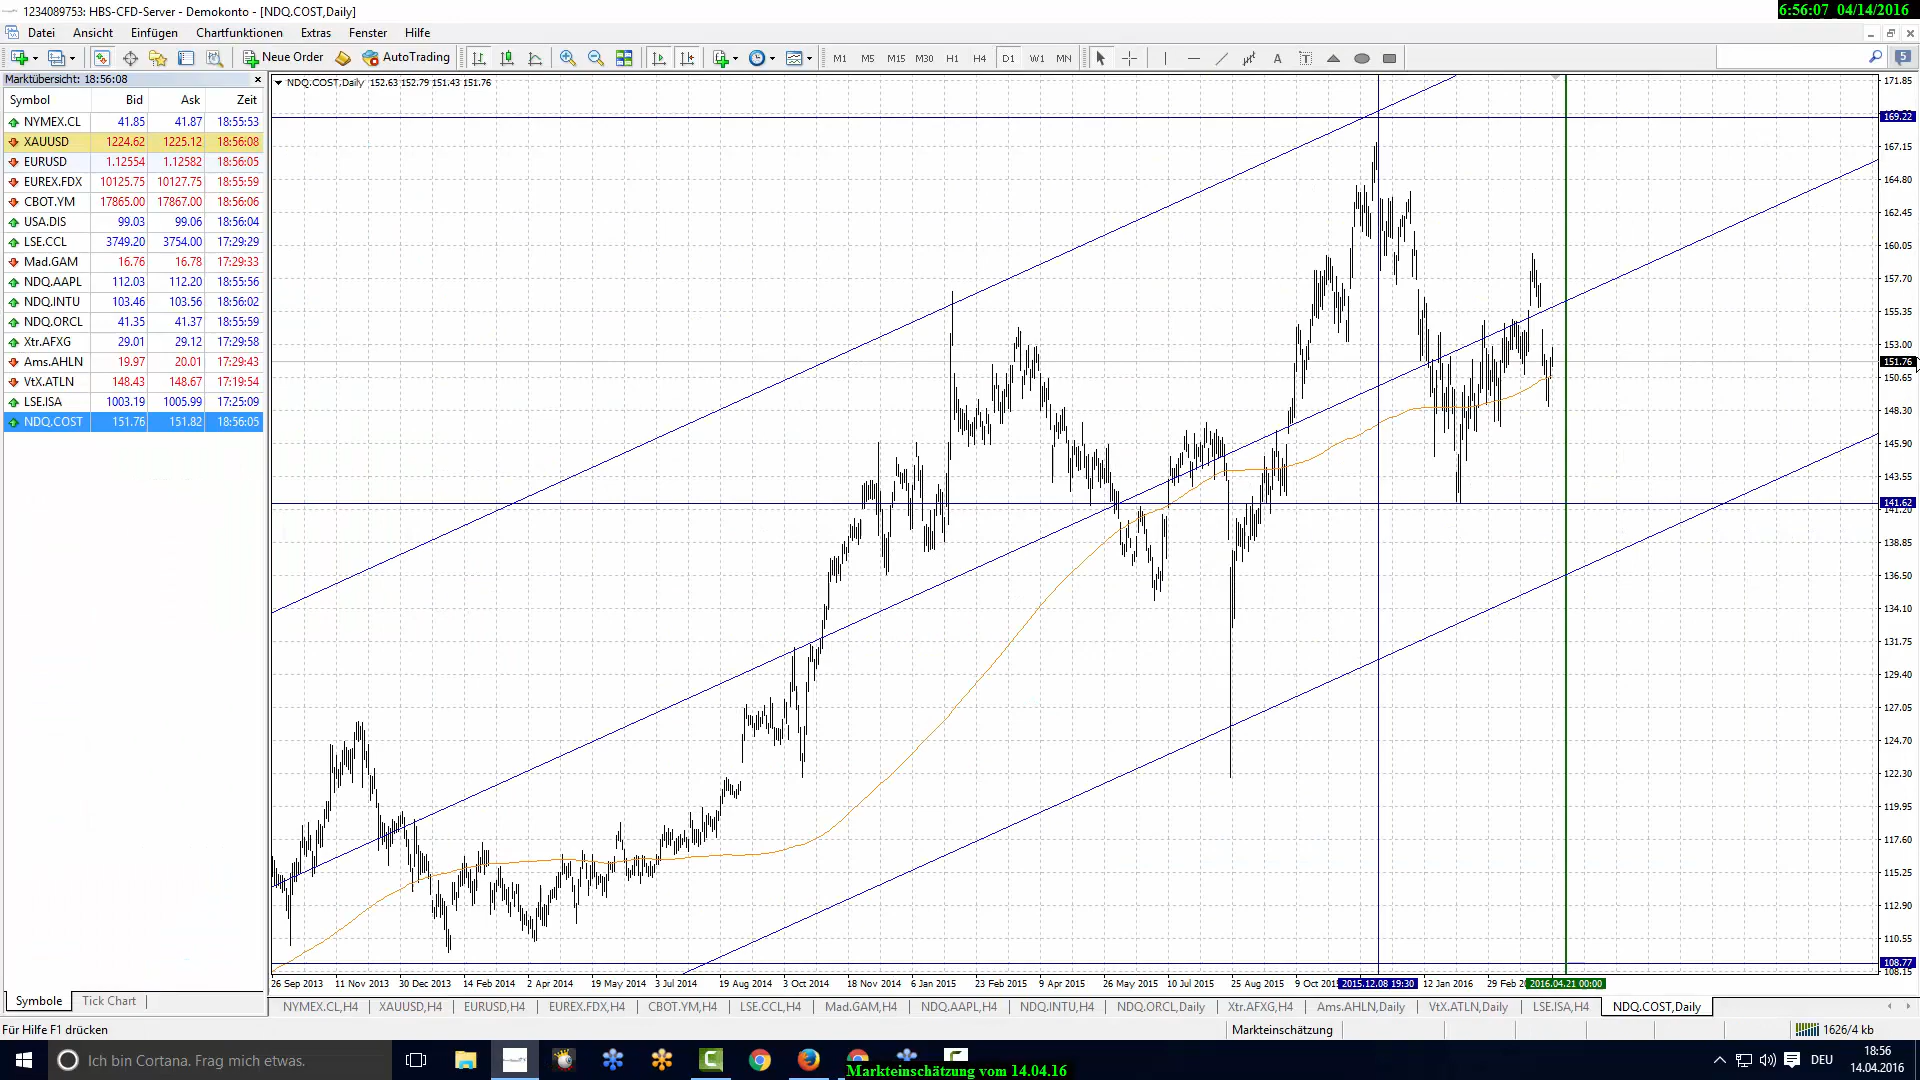 1234089753: HBS-CFD-Server - Demokonto - [NDQ.COST,Daily]
6:56:07 04/14/2016
Datei Ansicht Einfügen Chartfunktionen Extras Fenster Hilfe
Neue Order AutoTrading M1 M5 M15 M30 H1 H4 D1 W1 MN A T 5
Marktübersicht: 18:56:08
Symbol Bid Ask Zeit
NYMEX.CL 41.85 41.87 18:55:53
XAUUSD 1224.62 1225.12 18:56:08
EURUSD 1.12554 1.12582 18:56:05
EUREX.FDX 10125.75 10127.75 18:55:59
CBOT.YM 17865.00 17867.00 18:56:06
USA.DIS 99.03 99.06 18:56:04
LSE.CCL 3749.20 3754.00 17:29:29
Mad.GAM 16.76 16.78 17:29:33
NDQ.AAPL 112.03 112.20 18:55:56
NDQ.INTU 103.46 103.56 18:56:02
NDQ.ORCL 41.35 41.37 18:55:59
Xtr.AFXG 29.01 29.12 17:29:58
Ams.AHLN 19.97 20.01 17:29:43
VtX.ATLN 148.43 148.67 17:19:54
LSE.ISA 1003.19 1005.99 17:25:09
NDQ.COST 151.76 151.82 18:56:05
NDQ.COST,Daily 152.63 152.79 151.43 151.76
171.85
169.22
167.15
164.80
162.45
160.05
157.70
155.35
153.00
151.76
150.65
148.30
145.90
143.55
141.62
141.20
138.85
136.50
134.10
131.75
129.40
127.05
124.70
122.30
119.95
117.60
115.25
112.90
110.55
108.77
108.15
26 Sep 2013 11 Nov 2013 30 Dec 2013 14 Feb 2014 2 Apr 2014 19 May 2014 3 Jul 2014 19 Aug 2014 3 Oct 2014 18 Nov 2014 6 Jan 2015 23 Feb 2015 9 Apr 2015 26 May 2015 10 Jul 2015 25 Aug 2015 9 Oct 2015 2015.12.08 19:30 12 Jan 2016 29 Feb 2016.04.21 00:00
Symbole Tick Chart
NYMEX.CL,H4 XAUUSD,H4 EURUSD,H4 EUREX.FDX,H4 CBOT.YM,H4 LSE.CCL,H4 Mad.GAM,H4 NDQ.AAPL,H4 NDQ.INTU,H4 NDQ.ORCL,Daily Xtr.AFXG,H4 Ams.AHLN,Daily VtX.ATLN,Daily LSE.ISA,H4 NDQ.COST,Daily
Für Hilfe F1 drücken Markteinschätzung 1626/4 kb
Ich bin Cortana. Frag mich etwas.
Markteinschätzung vom 14.04.16
DEU
18:56
14.04.2016